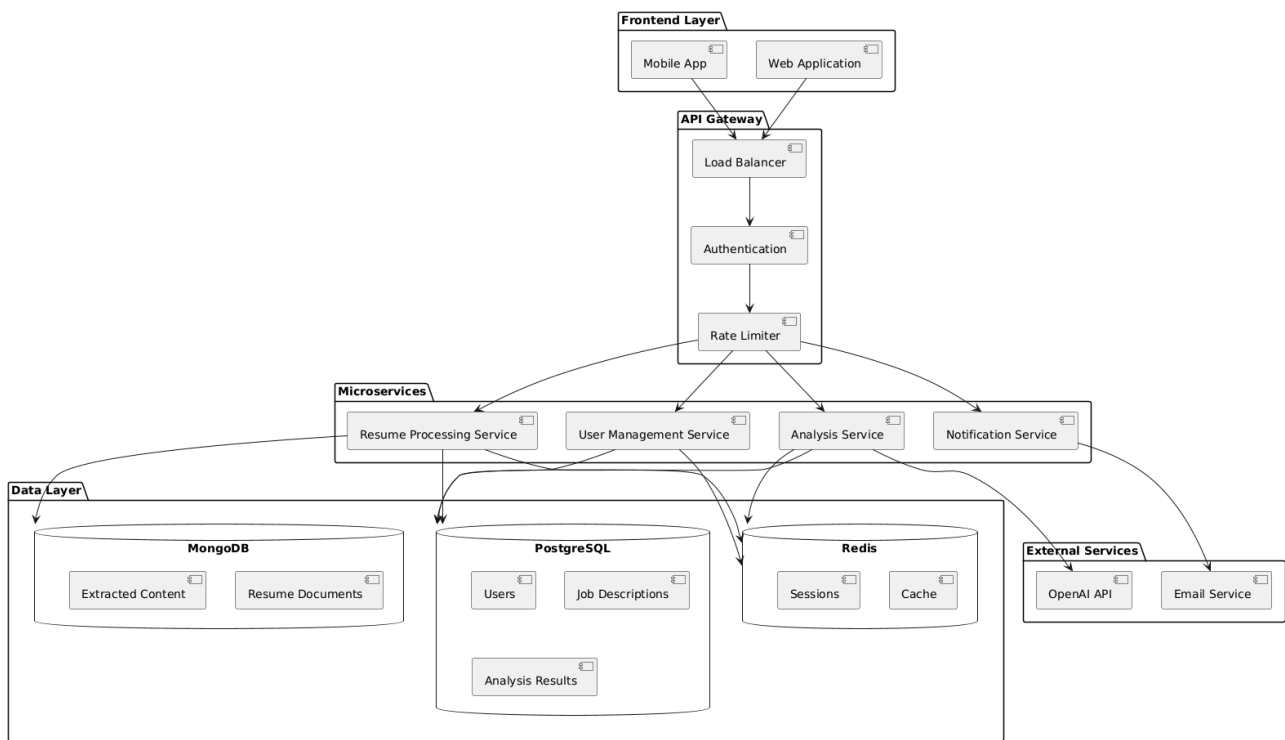 Frontend Layer
Mobile App
Web Application
API Gateway
Load Balancer
Authentication
Rate Limiter
Microservices
Resume Processing Service
User Management Service
Analysis Service
Notification Service
Data Layer
MongoDB
Extracted Content
Resume Documents
PostgreSQL
Users
Job Descriptions
Analysis Results
Redis
Sessions
Cache
External Services
OpenAI API
Email Service